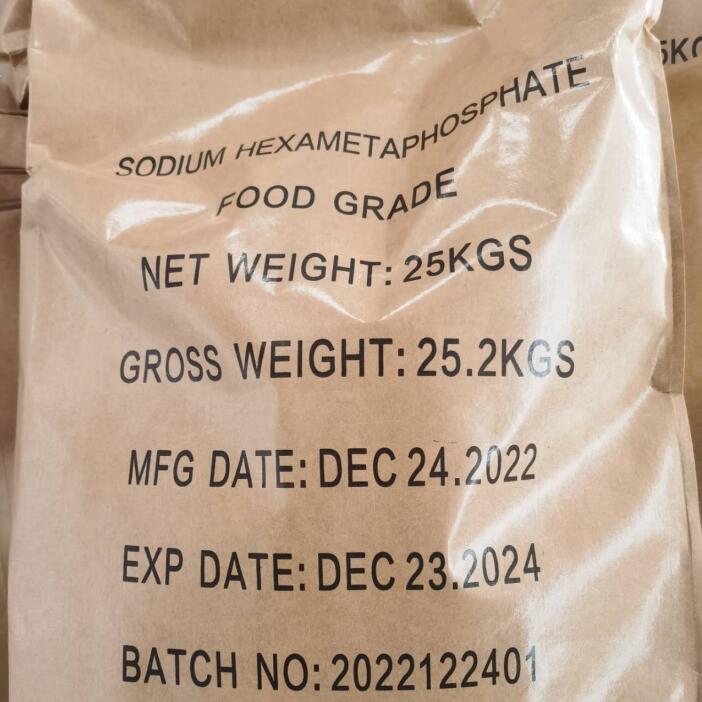 SODIUM HEXAMETAPHOSPHATE
FOOD GRADE
NET WEIGHT: 25KGS
GROSS WEIGHT: 25.2KGS
MFG DATE: DEC 24.2022
EXP DATE: DEC 23.2024
BATCH NO: 2022122401